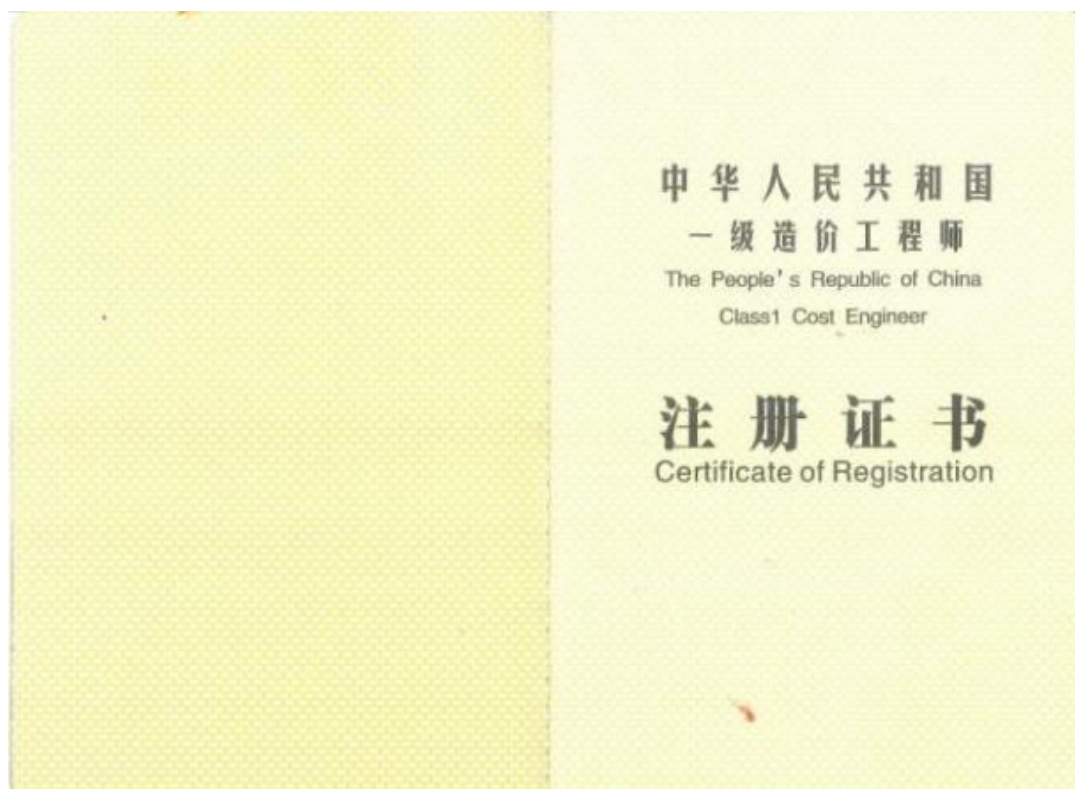 中华人民共和国
一级造价工程师
The People's Republic of China
Class1 Cost Engineer
注册证书
Certificate of Registration